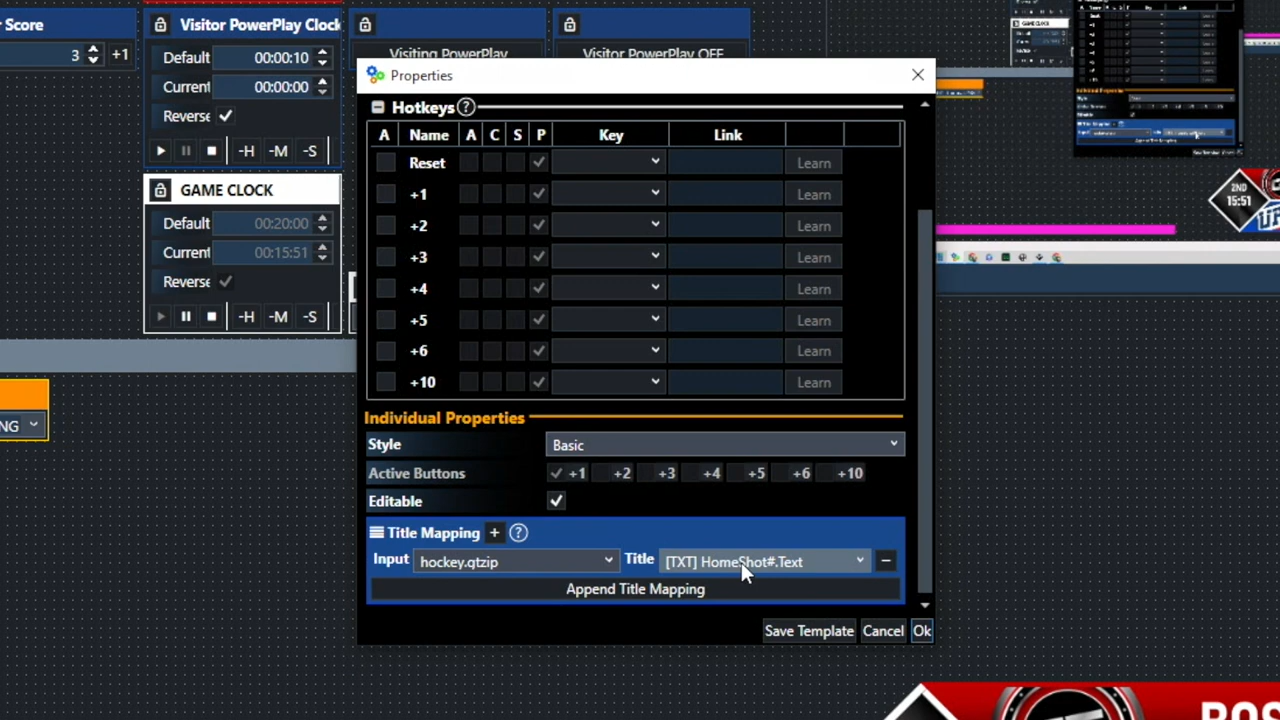 Score
3 +1
Visitor PowerPlay Clock
Default 00:00:10
Current 00:00:00
Reverse
-H -M -S
GAME CLOCK
Default 00:20:00
Current 00:15:51
Reverse
-H -M -S
Visiting PowerPlay
Visitor PowerPlay OFF
NG
Properties
Hotkeys ?
A Name A C S P Key Link
Reset Learn
+1 Learn
+2 Learn
+3 Learn
+4 Learn
+5 Learn
+6 Learn
+10 Learn
Individual Properties
Style Basic
Active Buttons +1 +2 +3 +4 +5 +6 +10
Editable
Title Mapping + ?
Input hockey.gtzip Title [TXT] HomeShot#.Text −
Append Title Mapping
Save Template Cancel Ok
2ND
15:51